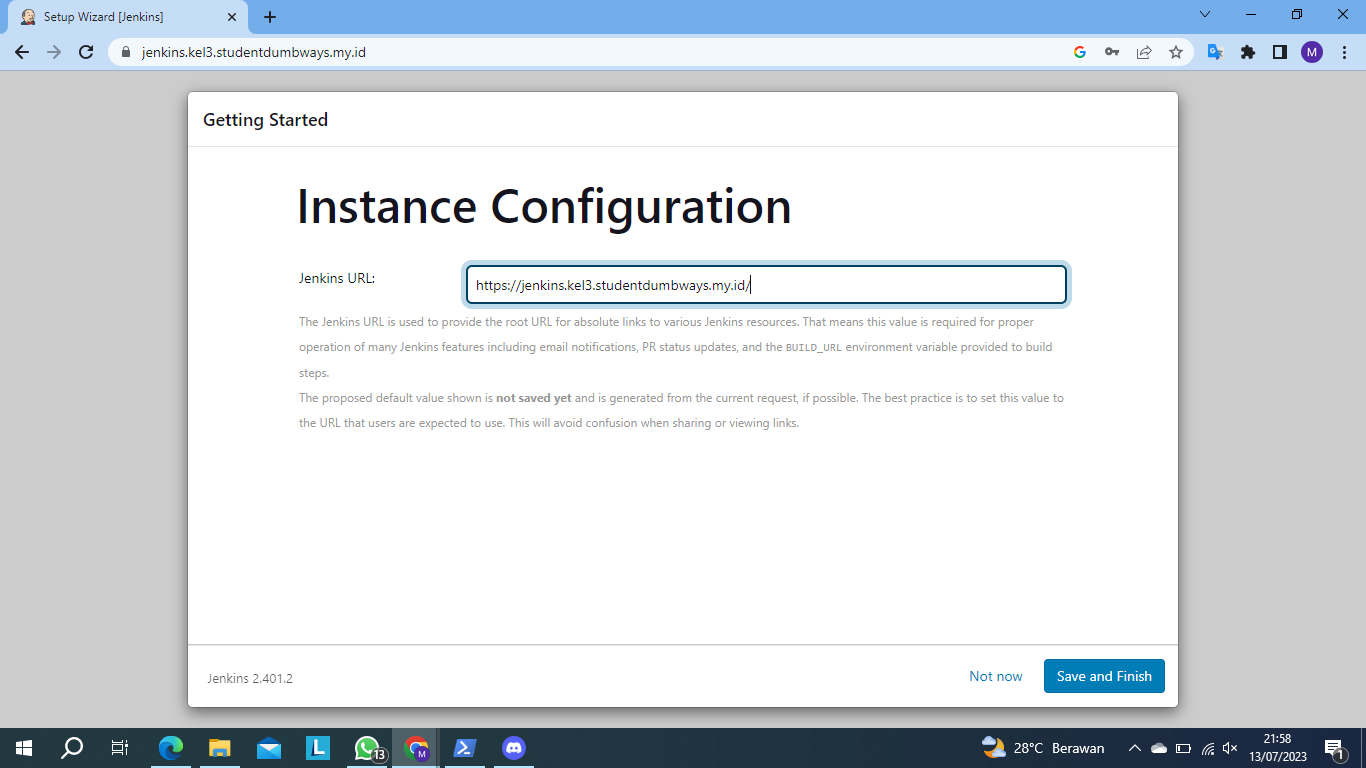 Setup Wizard [Jenkins]
jenkins.kel3.studentdumbways.my.id
M
Getting Started
Instance Configuration
Jenkins URL:
https://jenkins.kel3.studentdumbways.my.id/
The Jenkins URL is used to provide the root URL for absolute links to various Jenkins resources. That means this value is required for proper
operation of many Jenkins features including email notifications, PR status updates, and the BUILD_URL environment variable provided to build
steps.
The proposed default value shown is not saved yet and is generated from the current request, if possible. The best practice is to set this value to
the URL that users are expected to use. This will avoid confusion when sharing or viewing links.
Jenkins 2.401.2
Not now
Save and Finish
L
13
M
28°C Berawan
21:58
13/07/2023
1